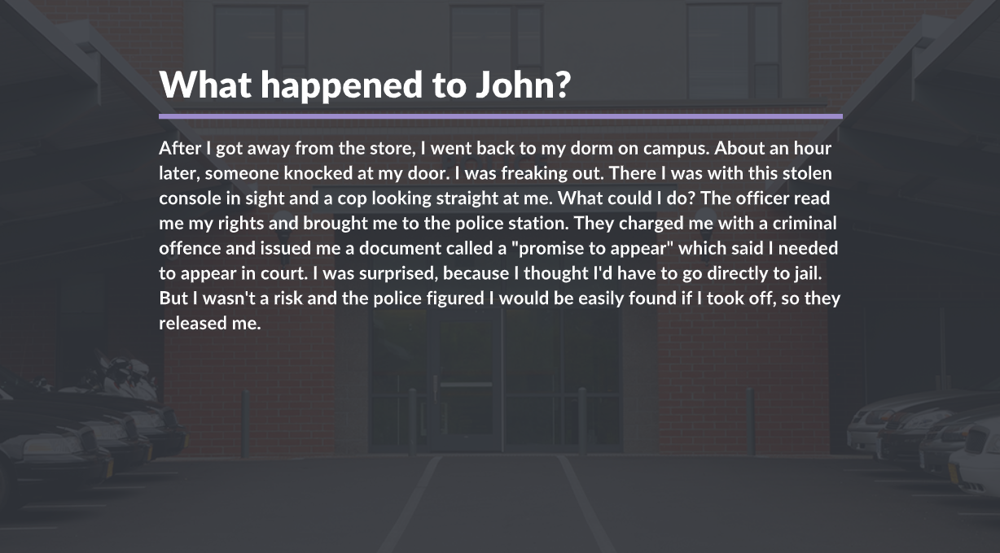 What happened to John?
After I got away from the store, I went back to my dorm on campus. About an hour
later, someone knocked at my door. I was freaking out. There I was with this stolen
console in sight and a cop looking straight at me. What could I do? The officer read
me my rights and brought me to the police station. They charged me with a criminal
offence and issued me a document called a "promise to appear" which said I needed
to appear in court. I was surprised, because I thought I'd have to go directly to jail.
But I wasn't a risk and the police figured I would be easily found if I took off, so they
released me.